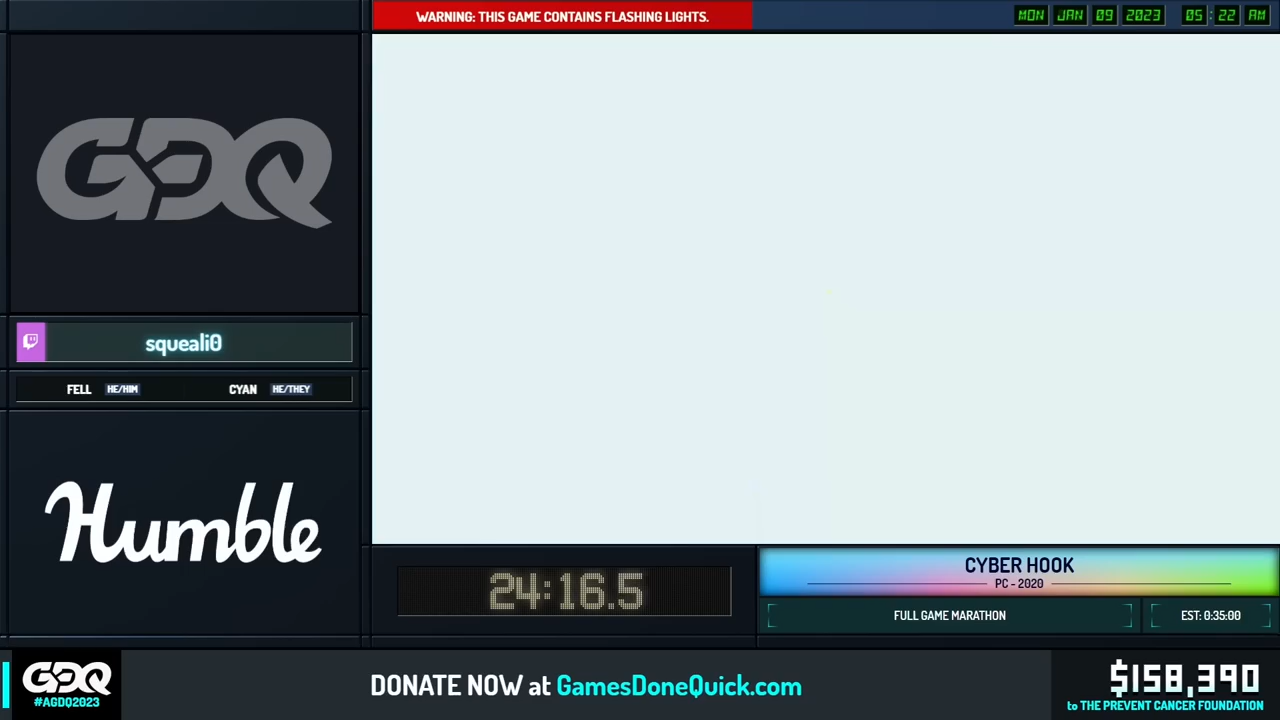 WARNING: THIS GAME CONTAINS FLASHING LIGHTS.
MON JAN 09 2023 05:22 AM
GDQ
squeali0
FELL HE/HIM CYAN HE/THEY
Humble
24:16.5
CYBER HOOK
PC - 2020
FULL GAME MARATHON
EST: 0:35:00
GDQ
#AGDQ2023
DONATE NOW at GamesDoneQuick.com
$158,390
to THE PREVENT CANCER FOUNDATION